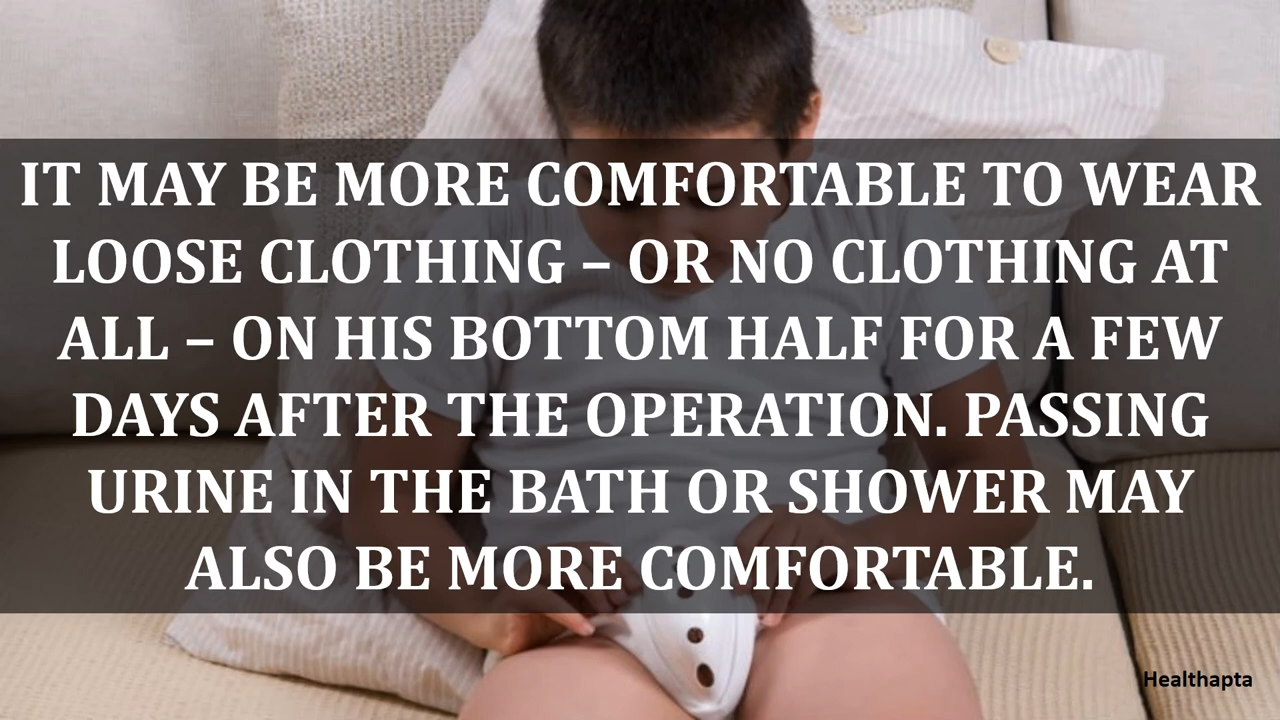 IT MAY BE MORE COMFORTABLE TO WEAR
LOOSE CLOTHING – OR NO CLOTHING AT
ALL – ON HIS BOTTOM HALF FOR A FEW
DAYS AFTER THE OPERATION. PASSING
URINE IN THE BATH OR SHOWER MAY
ALSO BE MORE COMFORTABLE.
Healthapta